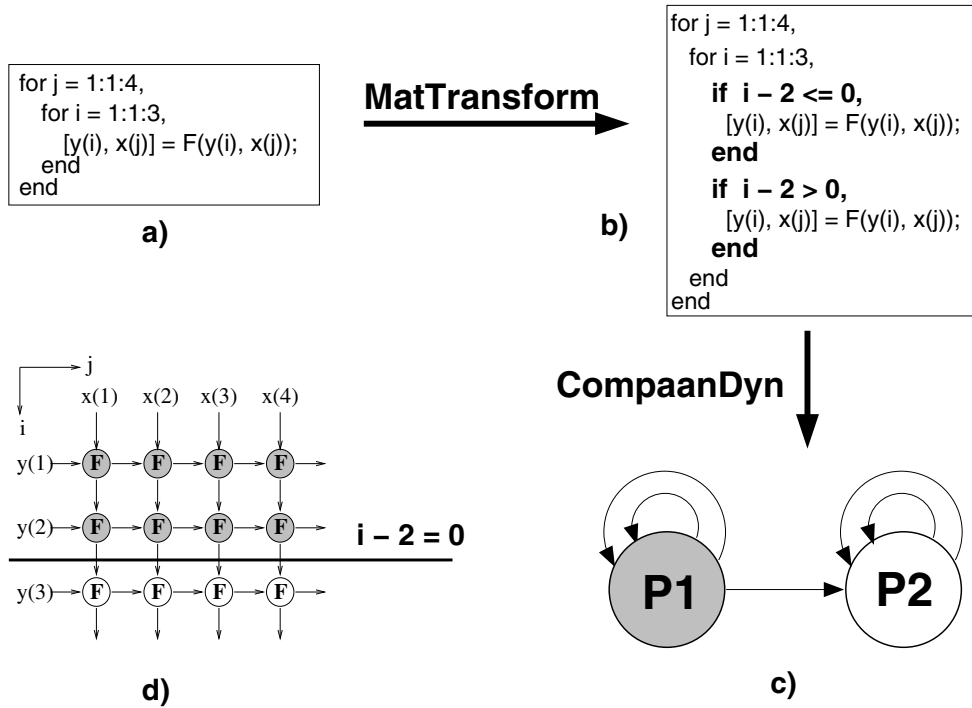 for j = 1:1:4,
for i = 1:1:3,
[y(i), x(j)] = F(y(i), x(j));
end
end
a)
MatTransform
for j = 1:1:4,
for i = 1:1:3,
if i − 2 <= 0,
[y(i), x(j)] = F(y(i), x(j));
end
if i − 2 > 0,
[y(i), x(j)] = F(y(i), x(j));
end
end
end
b)
CompaanDyn
j
i
x(1) x(2) x(3) x(4)
y(1) F F F F
y(2) F F F F
i − 2 = 0
y(3) F F F F
d)
P1 P2
c)